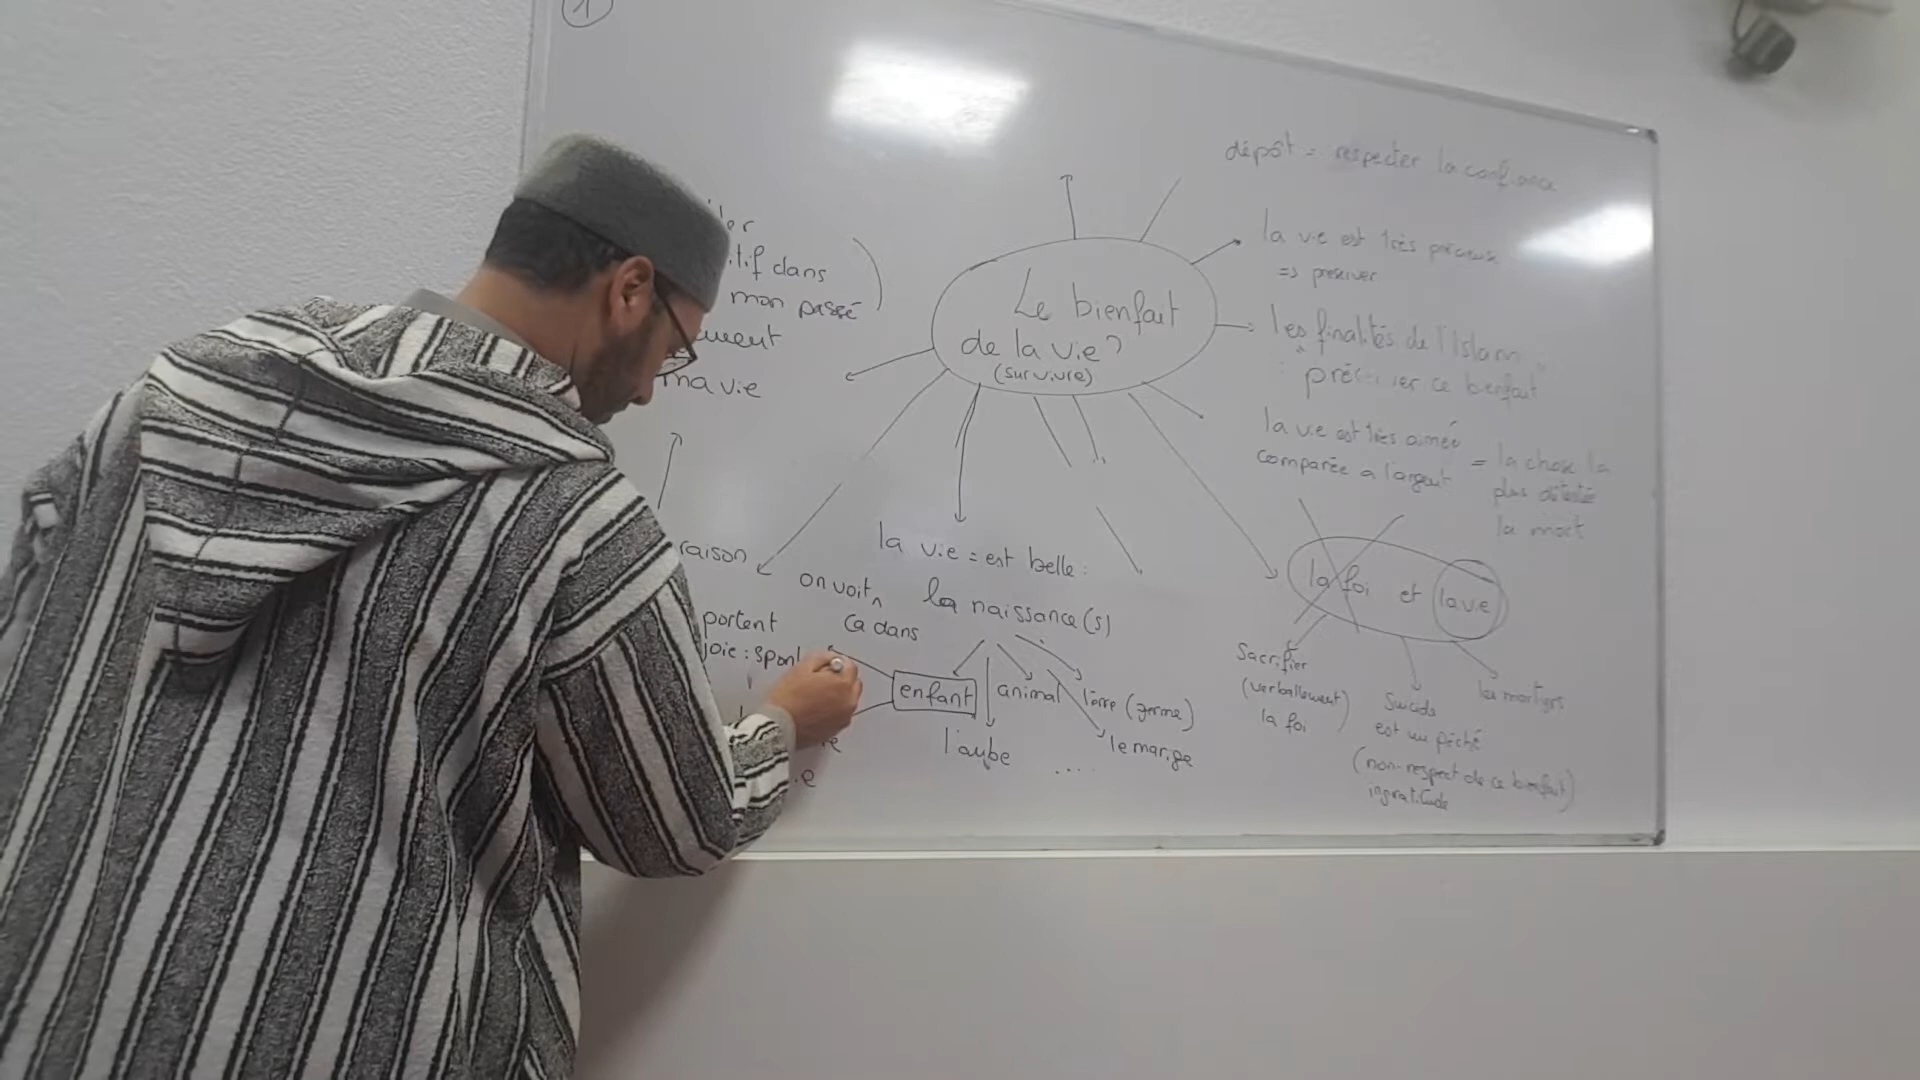 1
dépôt = respecter la confiance
la vie est très précieuse
=> préserver
les finalités de l'Islam
"préserver ce bienfait"
la vie est très aimée
comparée a l'argent
= la chose la
plus détestée
la mort
Le bienfait
de la vie?
(survivre)
dans
mon passé
ma vie
raison
portent
joie : spont
on voit
ça dans
la vie = est belle :
la naissance(s)
enfant
animal
(germe)
l'aube
le mariage
....
la foi et la vie
Sacrifier
(verballement)
la foi
Suicide
est un péché
(non-respect de ce bienfait)
ingratitude
les martyrs